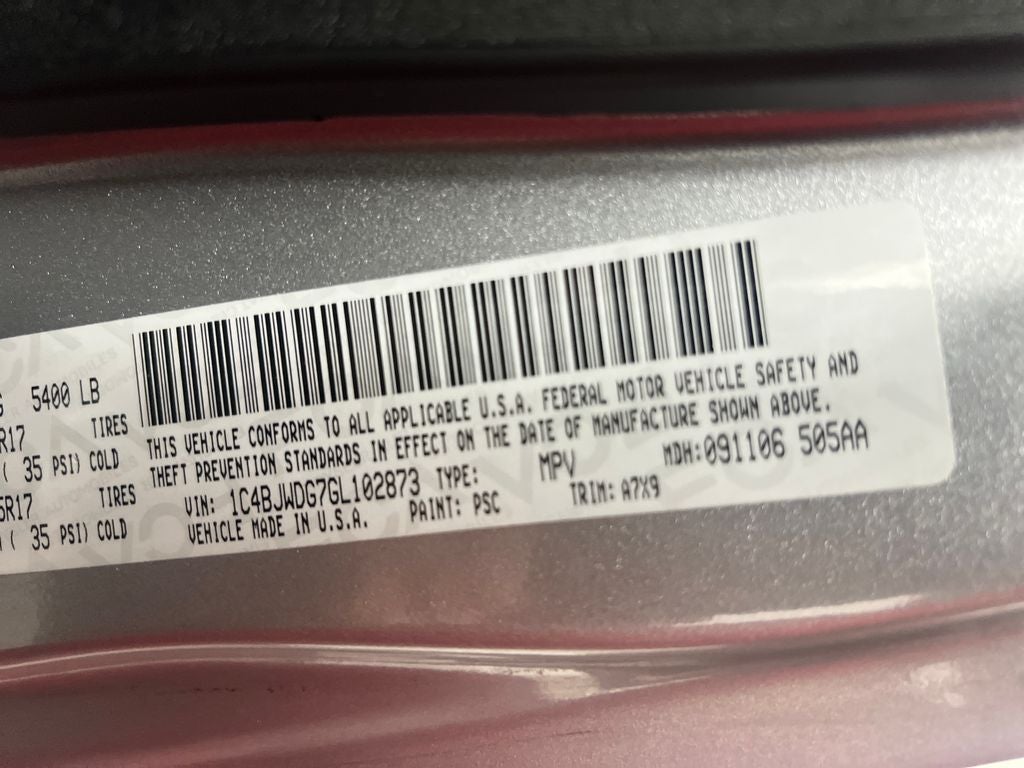 5400 LB
R17 TIRES
( 35 PSI) COLD
5R17 TIRES
( 35 PSI) COLD
THIS VEHICLE CONFORMS TO ALL APPLICABLE U.S.A. FEDERAL MOTOR VEHICLE SAFETY AND
THEFT PREVENTION STANDARDS IN EFFECT ON THE DATE OF MANUFACTURE SHOWN ABOVE.
VIN: 1C4BJWDG7GL102873 TYPE: MPV MDH:091106 505AA
VEHICLE MADE IN U.S.A. PAINT: PSC TRIM: A7X9